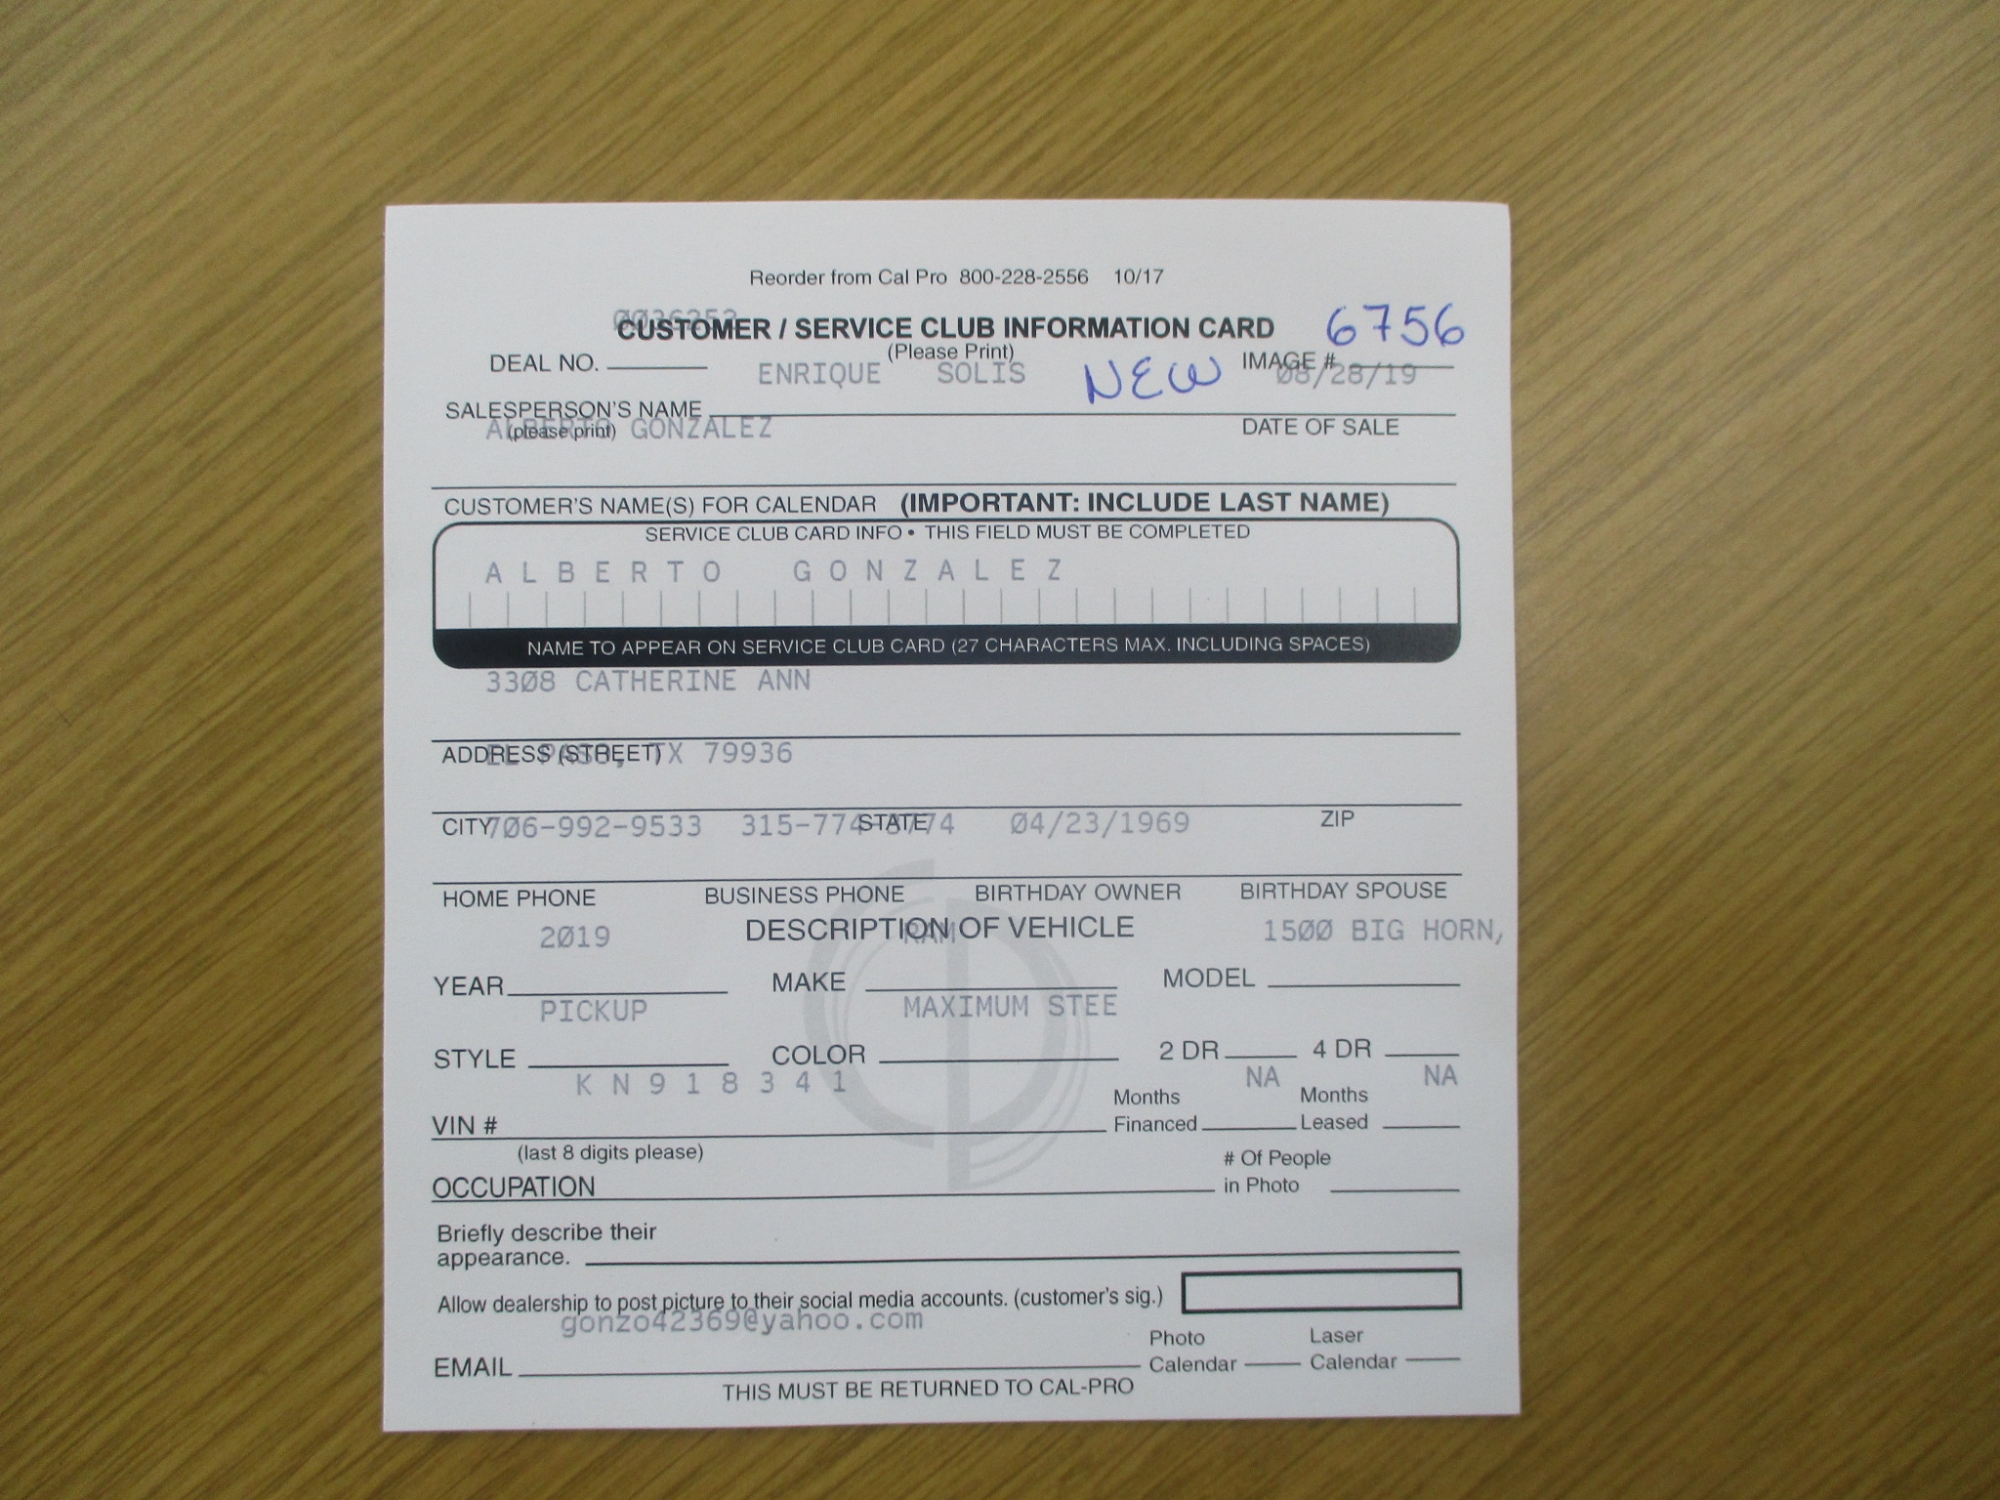 Reorder from Cal Pro 800-228-2556 10/17
CUSTOMER / SERVICE CLUB INFORMATION CARD 6756
(Please Print)
DEAL NO. ENRIQUE SOLIS NEW IMAGE # 08/28/19
SALESPERSON'S NAME
(please print) ALBERTO GONZALEZ DATE OF SALE
CUSTOMER'S NAME(S) FOR CALENDAR (IMPORTANT: INCLUDE LAST NAME)
SERVICE CLUB CARD INFO • THIS FIELD MUST BE COMPLETED
ALBERTO GONZALEZ
NAME TO APPEAR ON SERVICE CLUB CARD (27 CHARACTERS MAX. INCLUDING SPACES)
3308 CATHERINE ANN
ADDRESS (STREET) EL PASO, TX 79936
CITY 706-992-9533 STATE 04/23/1969 ZIP
HOME PHONE BUSINESS PHONE BIRTHDAY OWNER BIRTHDAY SPOUSE
2019 DESCRIPTION OF VEHICLE RAM 1500 BIG HORN,
YEAR MAKE MODEL
PICKUP MAXIMUM STEE
STYLE COLOR 2 DR 4 DR
KN918341 NA NA
VIN # Months Financed Months Leased
(last 8 digits please)
OCCUPATION # Of People in Photo
Briefly describe their
appearance.
Allow dealership to post picture to their social media accounts. (customer's sig.)
gonzo42369@yahoo.com
EMAIL Photo Calendar Laser Calendar
THIS MUST BE RETURNED TO CAL-PRO